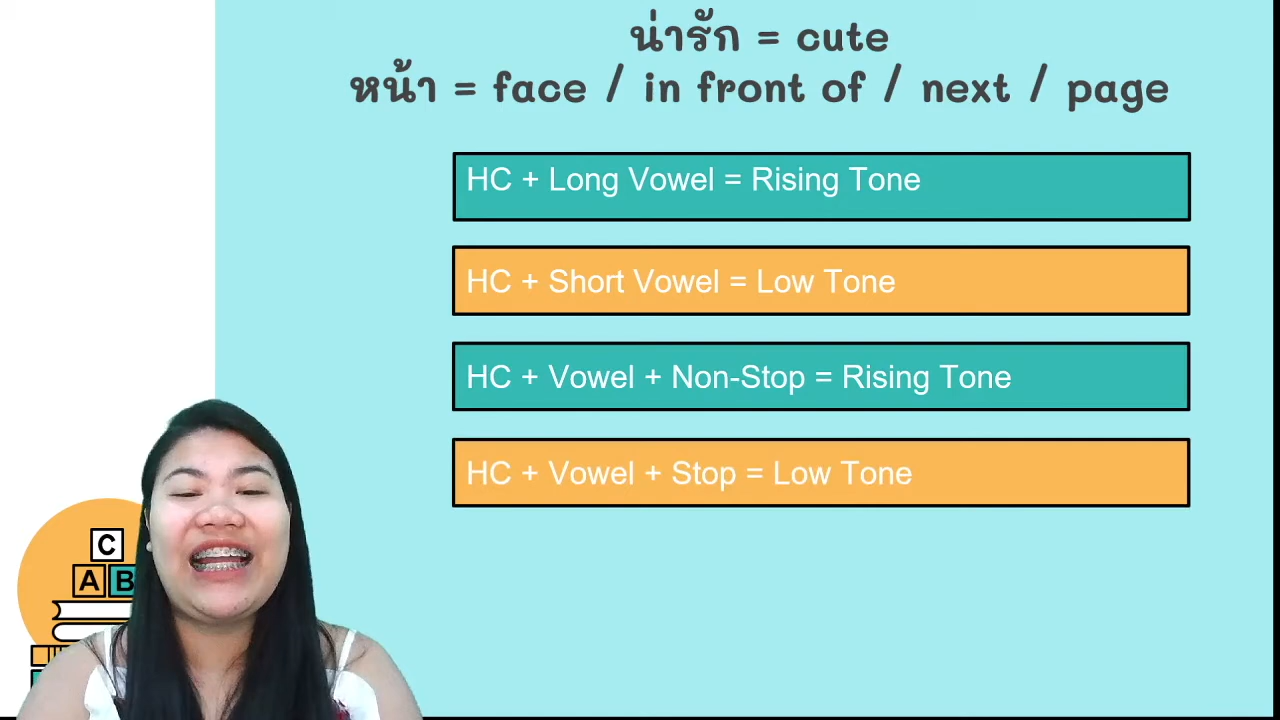 น่ารัก = cute
หน้า = face / in front of / next / page
HC + Long Vowel = Rising Tone
HC + Short Vowel = Low Tone
HC + Vowel + Non-Stop = Rising Tone
HC + Vowel + Stop = Low Tone
C
A B